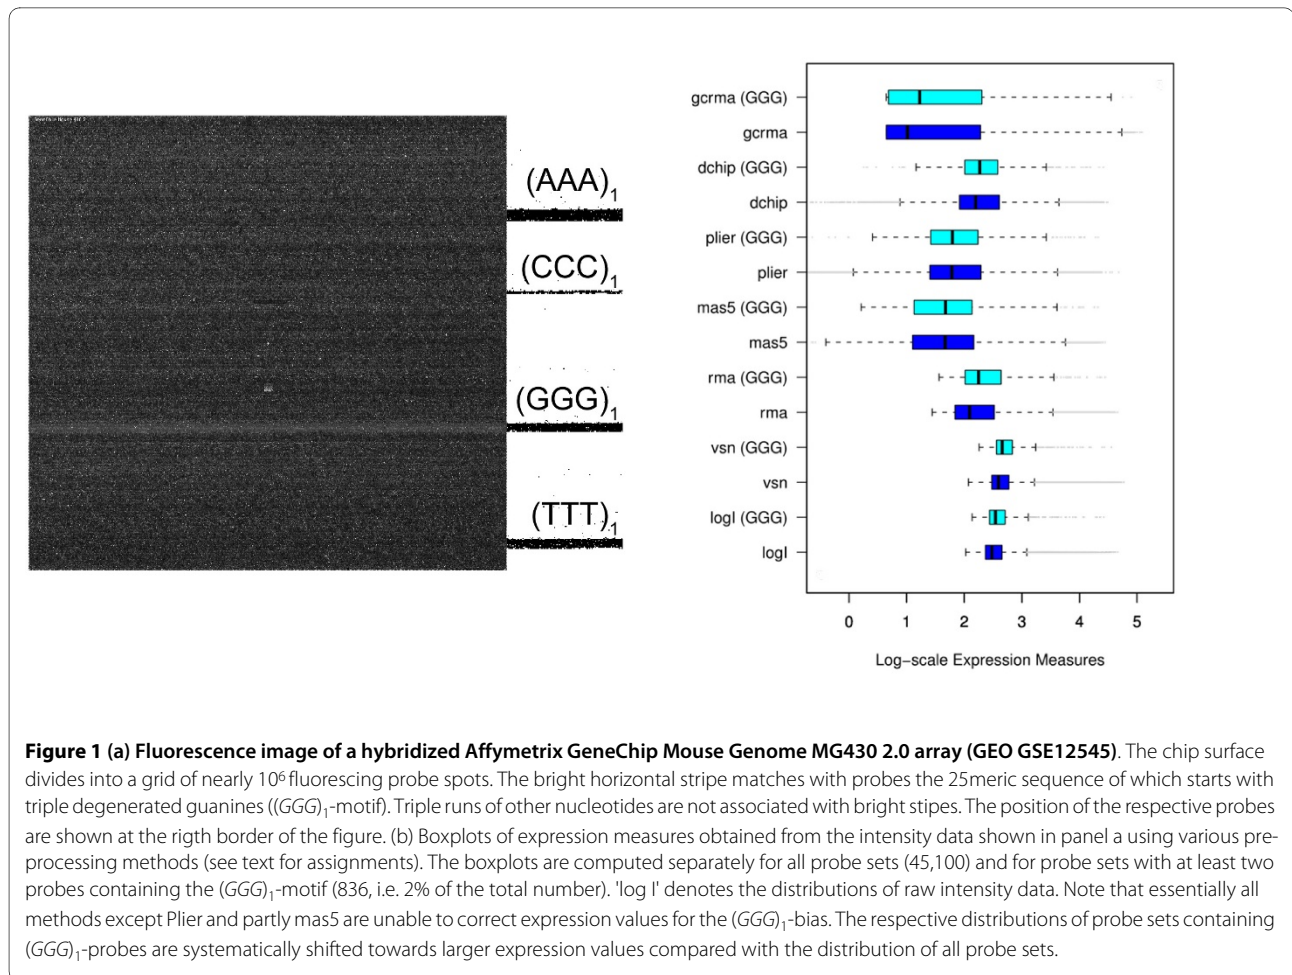 (AAA)1
(CCC)1
(GGG)1
(TTT)1
gcrma (GGG)
gcrma
dchip (GGG)
dchip
plier (GGG)
plier
mas5 (GGG)
mas5
rma (GGG)
rma
vsn (GGG)
vsn
logI (GGG)
logI
0 1 2 3 4 5
Log−scale Expression Measures
Figure 1 (a) Fluorescence image of a hybridized Affymetrix GeneChip Mouse Genome MG430 2.0 array (GEO GSE12545). The chip surface
divides into a grid of nearly 10⁶ fluorescing probe spots. The bright horizontal stripe matches with probes the 25meric sequence of which starts with
triple degenerated guanines ((GGG)₁-motif). Triple runs of other nucleotides are not associated with bright stipes. The position of the respective probes
are shown at the rigth border of the figure. (b) Boxplots of expression measures obtained from the intensity data shown in panel a using various pre-
processing methods (see text for assignments). The boxplots are computed separately for all probe sets (45,100) and for probe sets with at least two
probes containing the (GGG)₁-motif (836, i.e. 2% of the total number). 'log I' denotes the distributions of raw intensity data. Note that essentially all
methods except Plier and partly mas5 are unable to correct expression values for the (GGG)₁-bias. The respective distributions of probe sets containing
(GGG)₁-probes are systematically shifted towards larger expression values compared with the distribution of all probe sets.